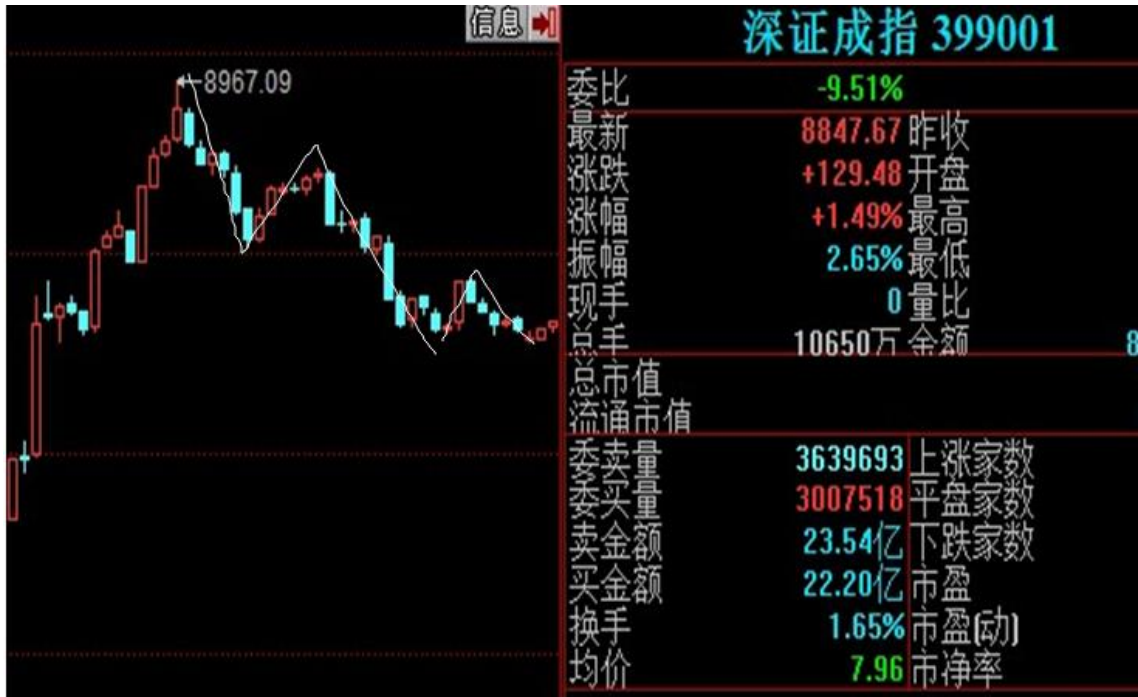 信息
8967.09
深证成指 399001
委比 -9.51%
最新 8847.67 昨收
涨跌 +129.48 开盘
涨幅 +1.49% 最高
振幅 2.65% 最低
现手 0 量比
总手 10650万 金额 8
总市值
流通市值
委卖量 3639693 上涨家数
委买量 3007518 平盘家数
卖金额 23.54亿 下跌家数
买金额 22.20亿 市盈
换手 1.65% 市盈(动)
均价 7.96 市净率